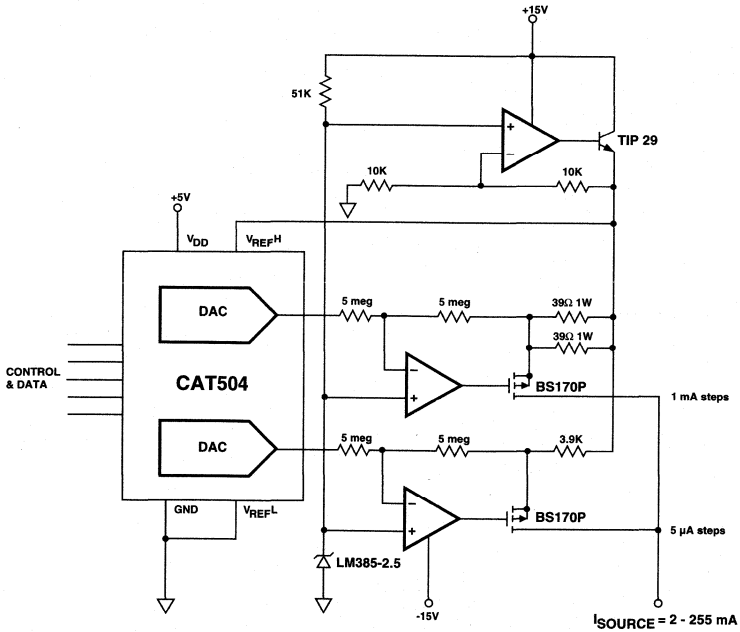 +15V
51K
+
−
TIP 29
10K
10K
+5V
VDD
VREFH
DAC
5 meg
5 meg
39Ω 1W
39Ω 1W
CONTROL
& DATA
CAT504
−
+
BS170P
1 mA steps
DAC
5 meg
5 meg
3.9K
−
+
BS170P
5 µA steps
GND
VREFL
LM385-2.5
-15V
ISOURCE = 2 - 255 mA